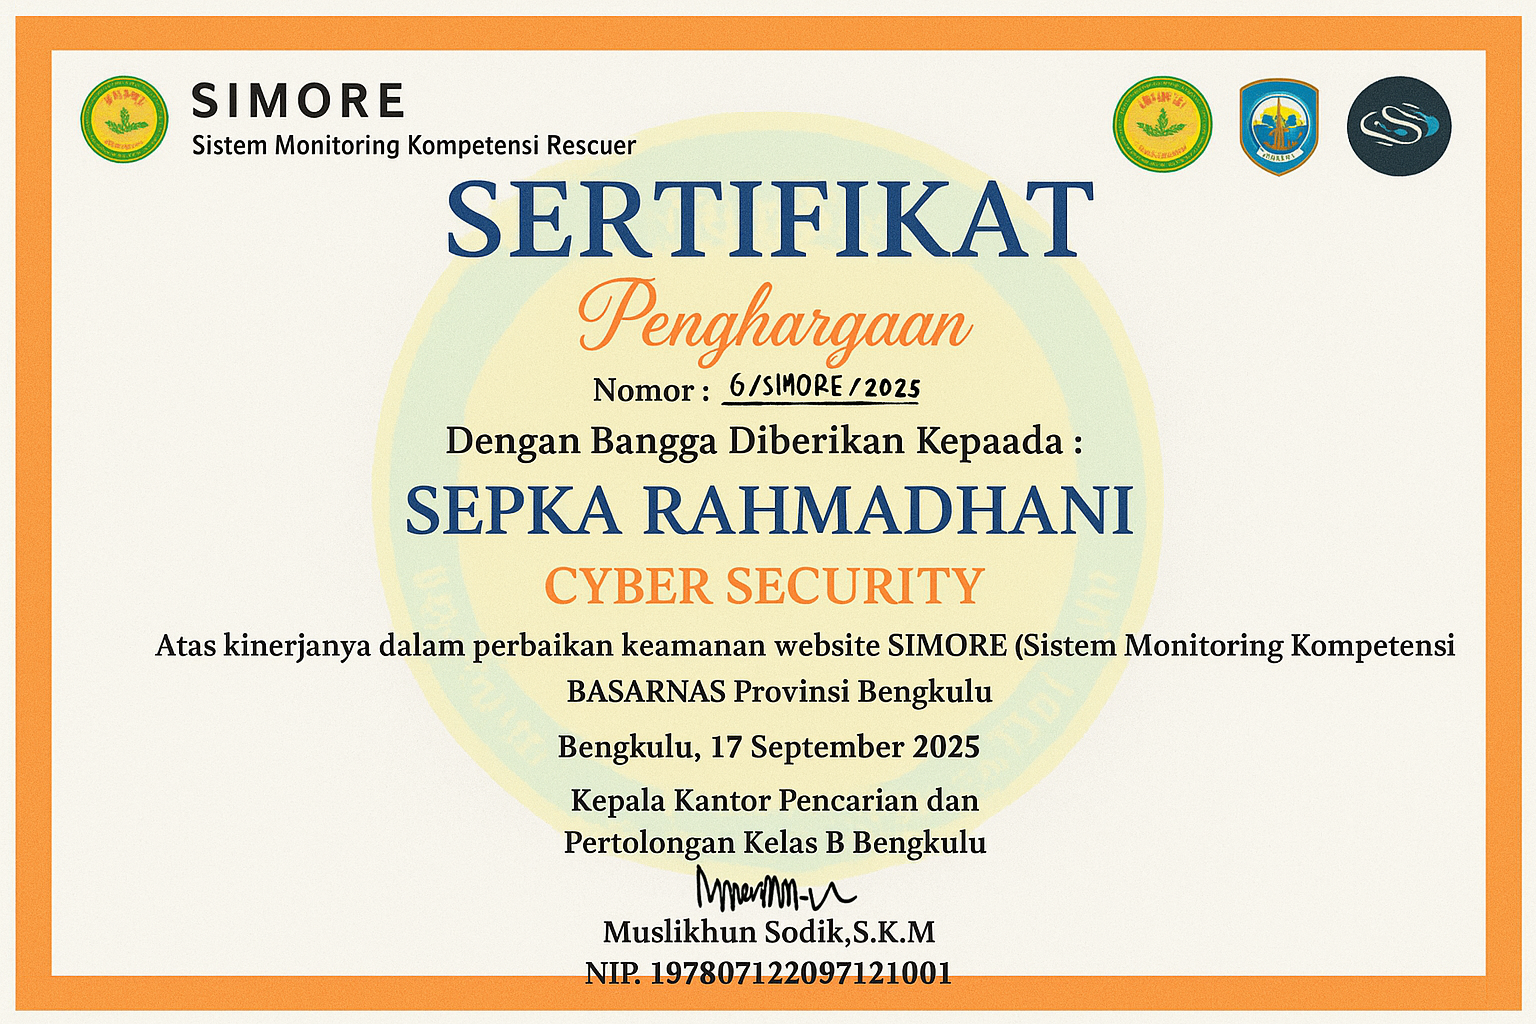 SIMORE
Sistem Monitoring Kompetensi Rescuer
SERTIFIKAT
Penghargaan
Nomor : 6/SIMORE/2025
Dengan Bangga Diberikan Kepaada :
SEPKA RAHMADHANI
CYBER SECURITY
Atas kinerjanya dalam perbaikan keamanan website SIMORE (Sistem Monitoring Kompetensi
BASARNAS Provinsi Bengkulu
Bengkulu, 17 September 2025
Kepala Kantor Pencarian dan
Pertolongan Kelas B Bengkulu
Muslikhun Sodik,S.K.M
NIP. 197807122097121001